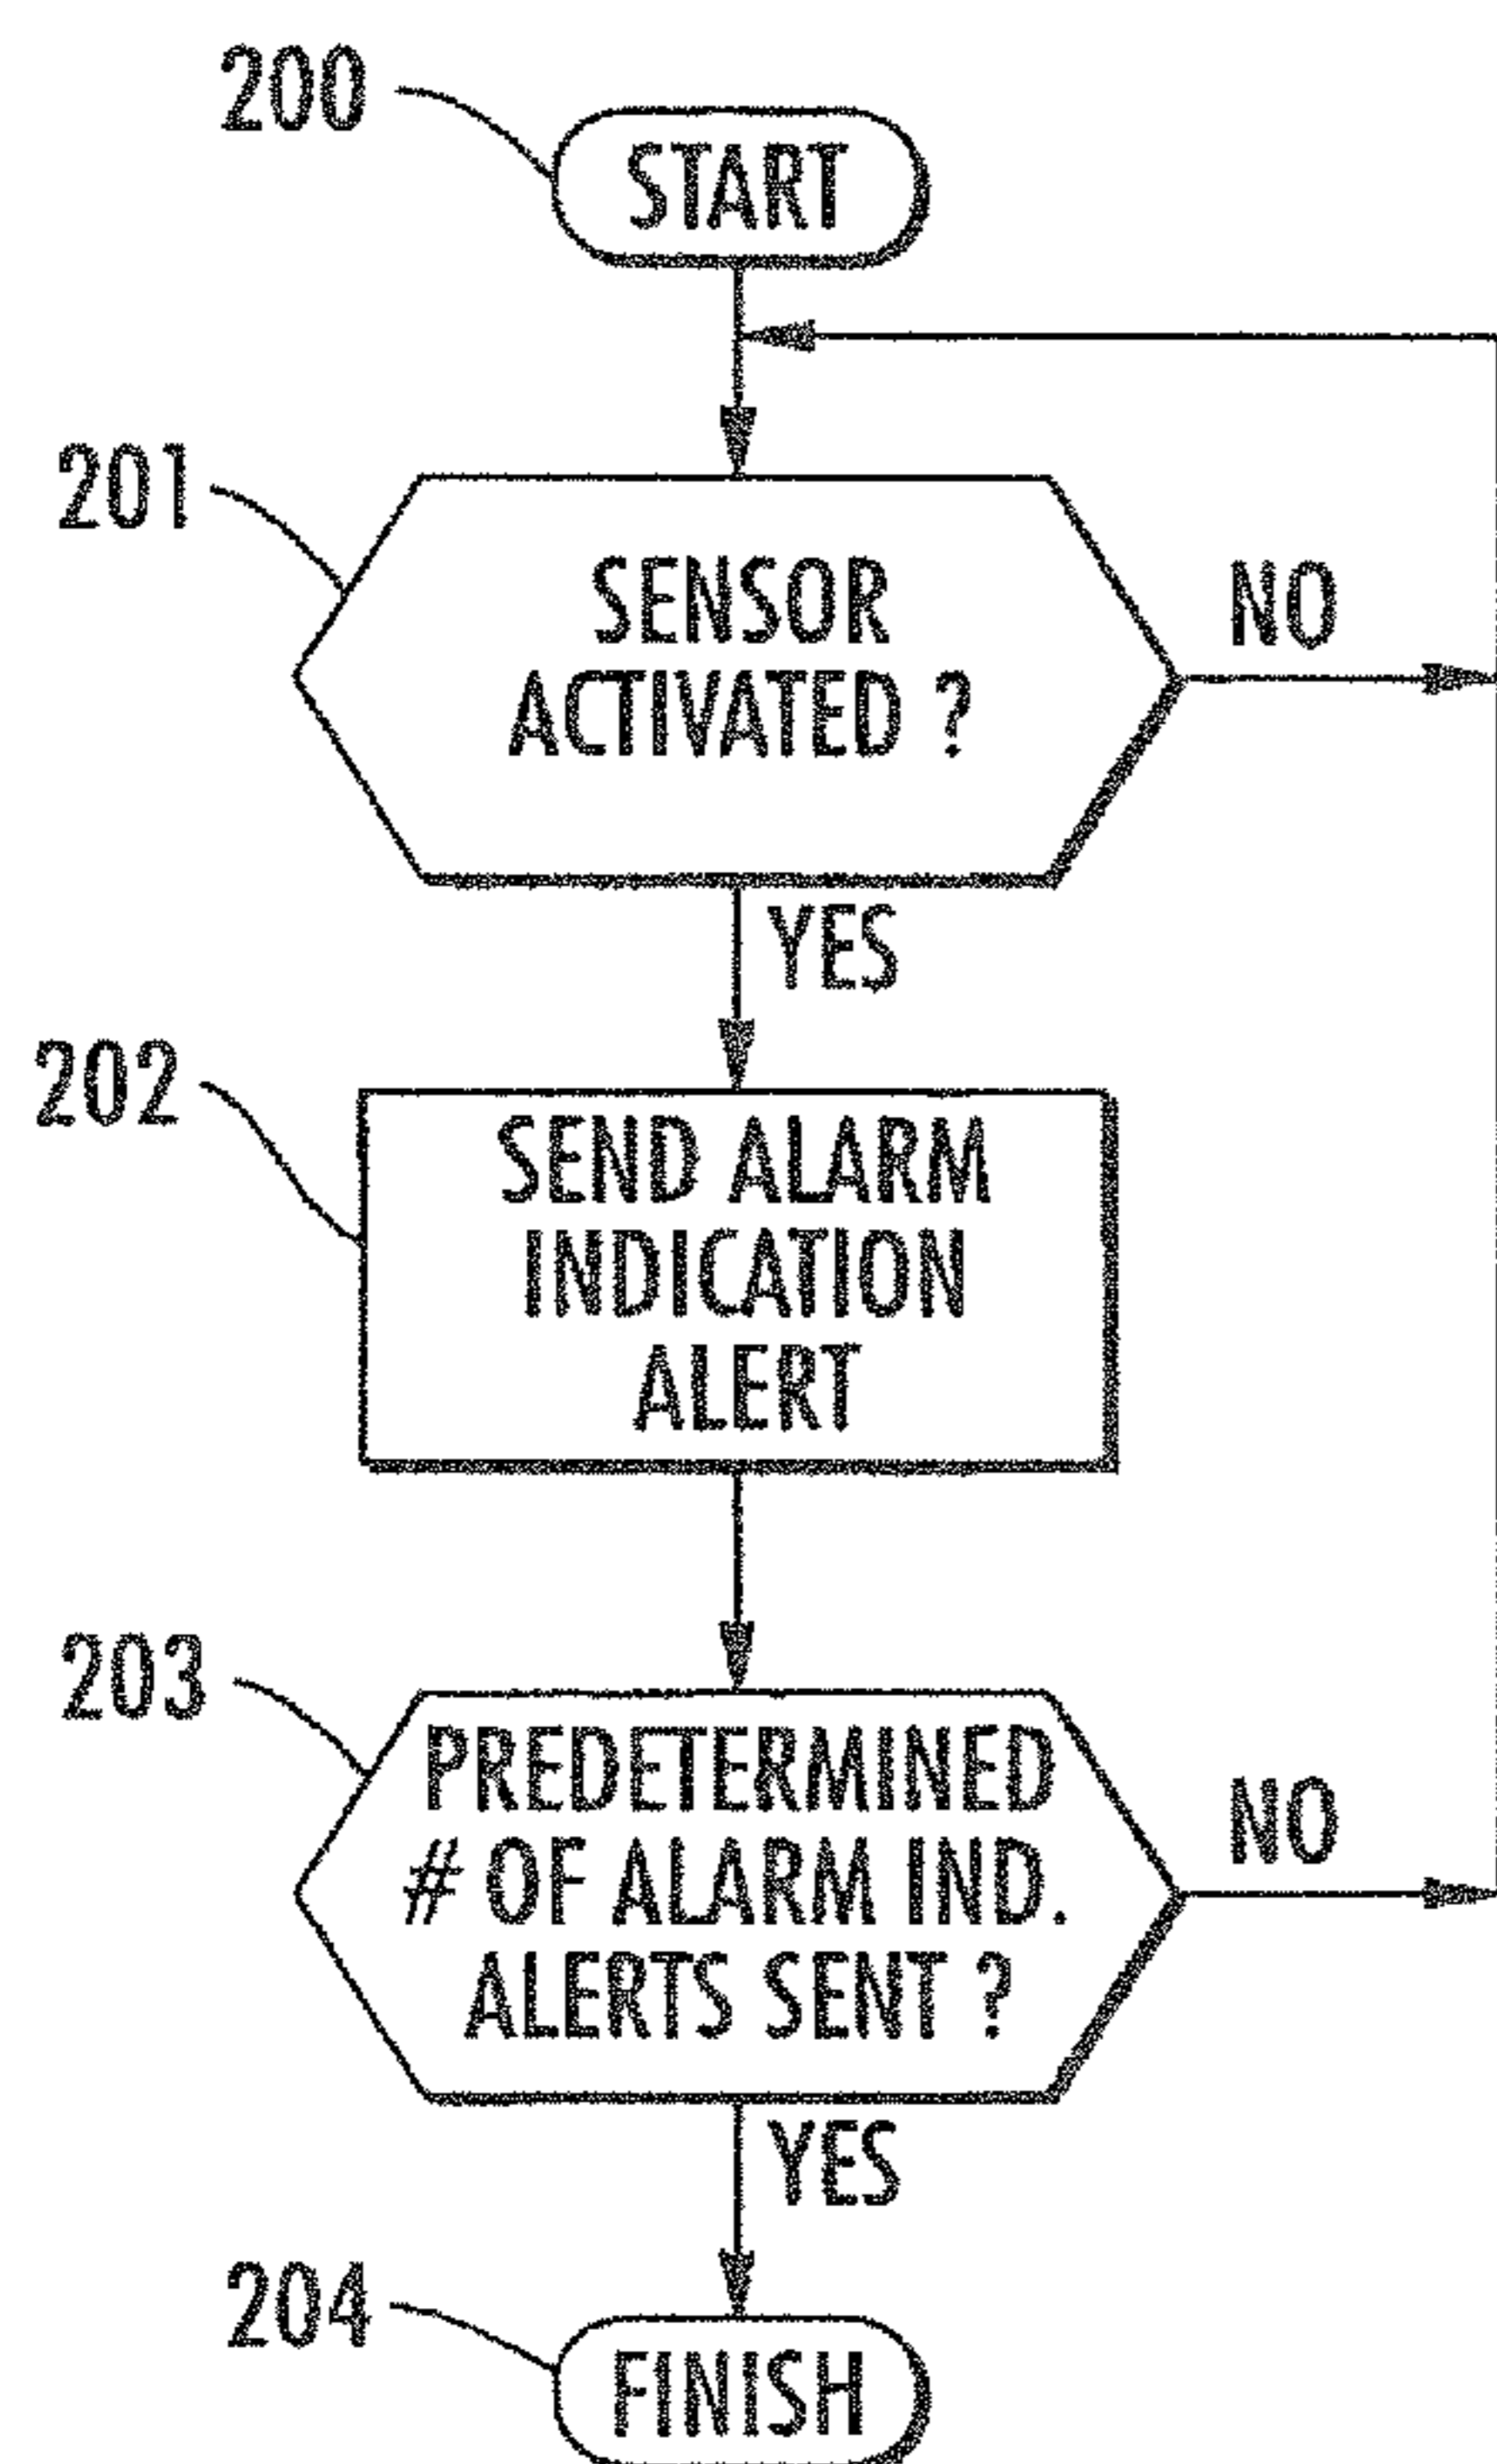 200
START
201
SENSOR
ACTIVATED ?
NO
YES
202
SEND ALARM
INDICATION
ALERT
203
PREDETERMINED
# OF ALARM IND.
ALERTS SENT ?
NO
YES
204
FINISH